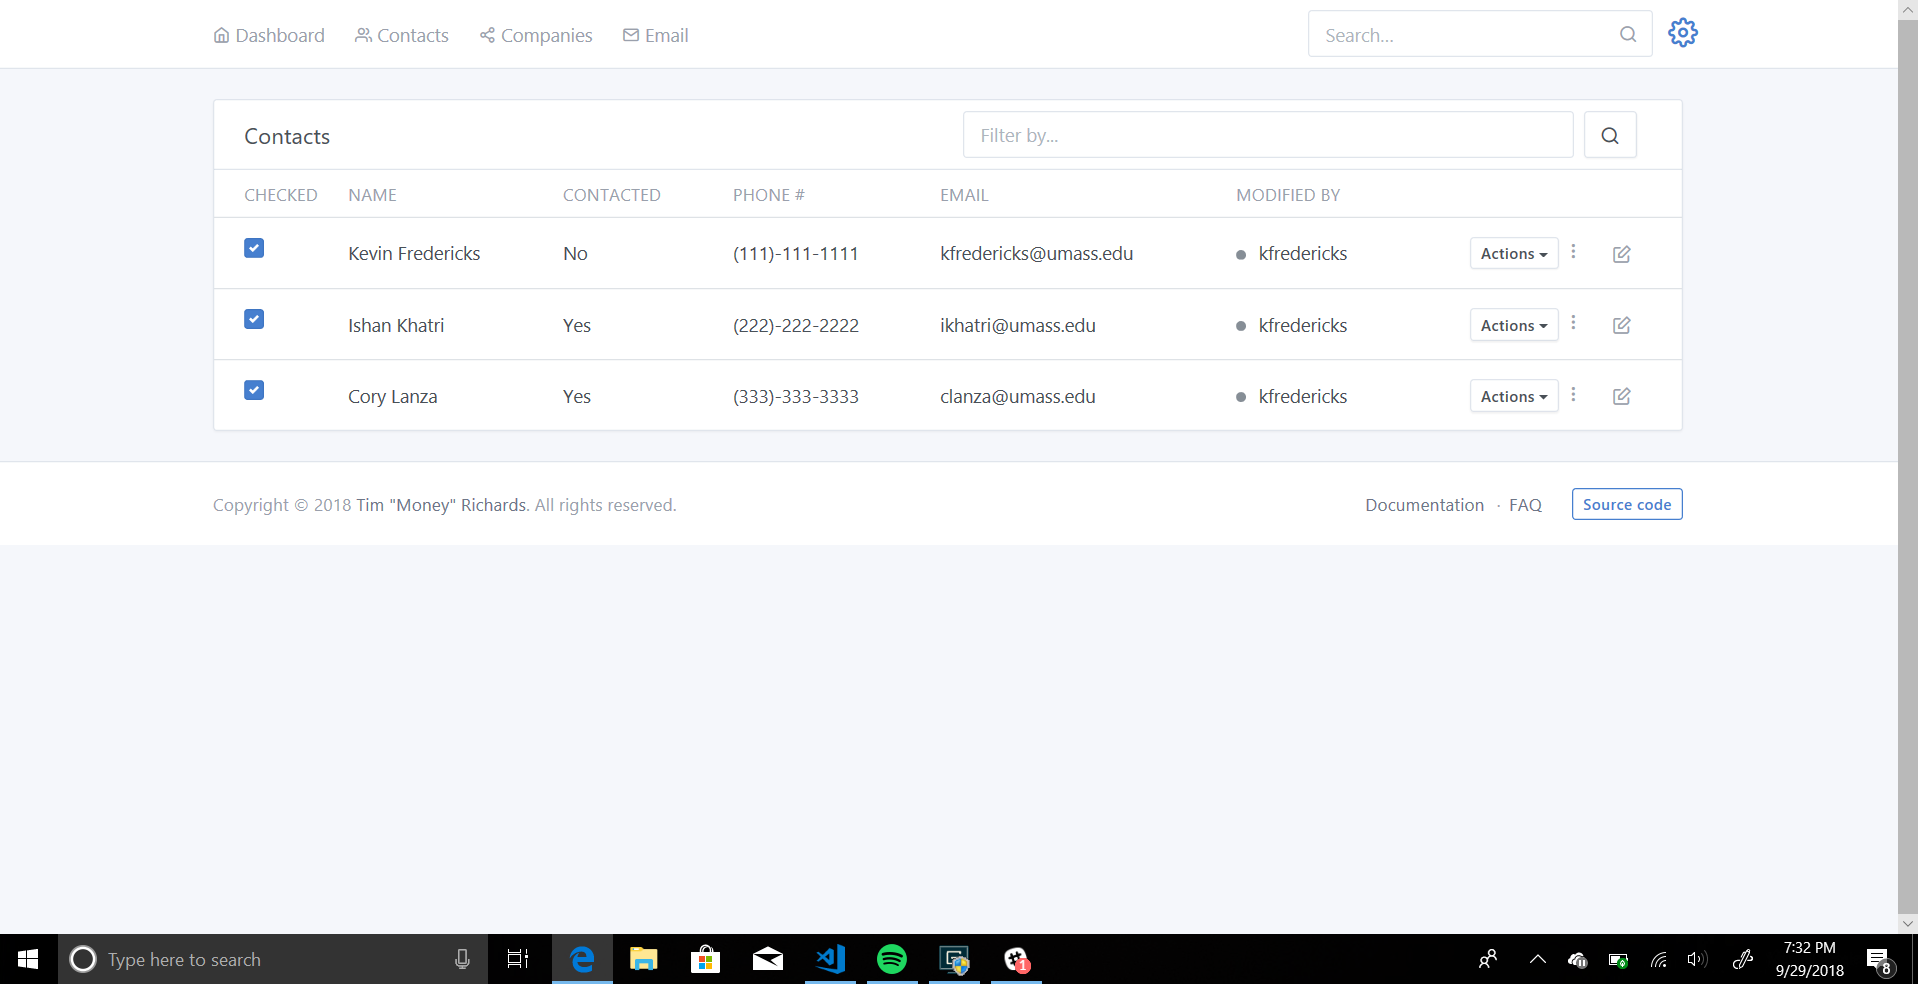 Dashboard Contacts Companies Email Search...
Contacts Filter by...
CHECKED NAME CONTACTED PHONE # EMAIL MODIFIED BY
Kevin Fredericks No (111)-111-1111 kfredericks@umass.edu kfredericks Actions
Ishan Khatri Yes (222)-222-2222 ikhatri@umass.edu kfredericks Actions
Cory Lanza Yes (333)-333-3333 clanza@umass.edu kfredericks Actions
Copyright © 2018 Tim "Money" Richards. All rights reserved. Documentation · FAQ Source code
Type here to search 1 7:32 PM
9/29/2018 8